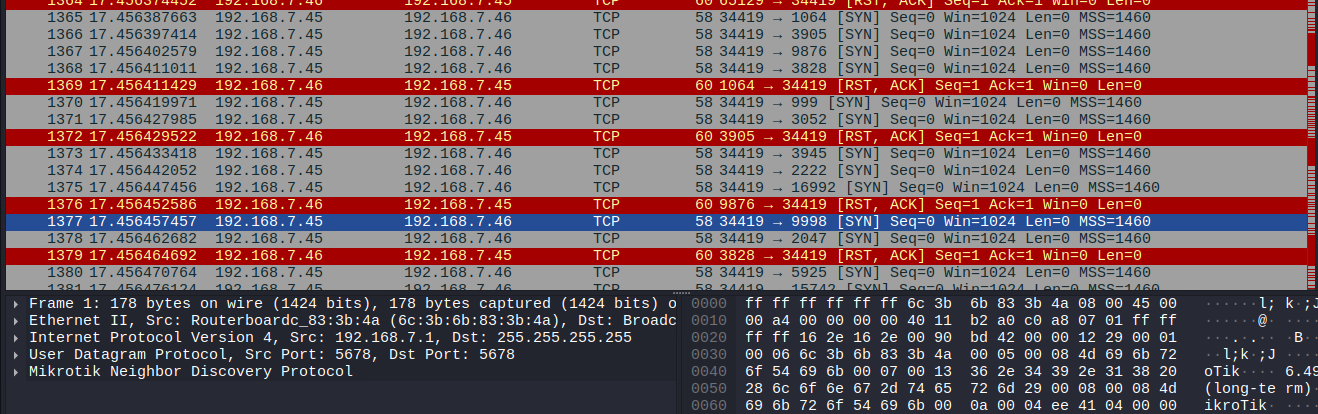 1364 17.456374452 192.168.7.46 192.168.7.45 TCP 60 65129 → 34419 [RST, ACK] Seq=1 Ack=1 Win=0 Len=0
1365 17.456387663 192.168.7.45 192.168.7.46 TCP 58 34419 → 1064 [SYN] Seq=0 Win=1024 Len=0 MSS=1460
1366 17.456397414 192.168.7.45 192.168.7.46 TCP 58 34419 → 3905 [SYN] Seq=0 Win=1024 Len=0 MSS=1460
1367 17.456402579 192.168.7.45 192.168.7.46 TCP 58 34419 → 9876 [SYN] Seq=0 Win=1024 Len=0 MSS=1460
1368 17.456411011 192.168.7.45 192.168.7.46 TCP 58 34419 → 3828 [SYN] Seq=0 Win=1024 Len=0 MSS=1460
1369 17.456411429 192.168.7.46 192.168.7.45 TCP 60 1064 → 34419 [RST, ACK] Seq=1 Ack=1 Win=0 Len=0
1370 17.456419971 192.168.7.45 192.168.7.46 TCP 58 34419 → 999 [SYN] Seq=0 Win=1024 Len=0 MSS=1460
1371 17.456427985 192.168.7.45 192.168.7.46 TCP 58 34419 → 3052 [SYN] Seq=0 Win=1024 Len=0 MSS=1460
1372 17.456429522 192.168.7.46 192.168.7.45 TCP 60 3905 → 34419 [RST, ACK] Seq=1 Ack=1 Win=0 Len=0
1373 17.456433418 192.168.7.45 192.168.7.46 TCP 58 34419 → 3945 [SYN] Seq=0 Win=1024 Len=0 MSS=1460
1374 17.456442052 192.168.7.45 192.168.7.46 TCP 58 34419 → 2222 [SYN] Seq=0 Win=1024 Len=0 MSS=1460
1375 17.456447456 192.168.7.45 192.168.7.46 TCP 58 34419 → 16992 [SYN] Seq=0 Win=1024 Len=0 MSS=1460
1376 17.456452586 192.168.7.46 192.168.7.45 TCP 60 9876 → 34419 [RST, ACK] Seq=1 Ack=1 Win=0 Len=0
1377 17.456457457 192.168.7.45 192.168.7.46 TCP 58 34419 → 9998 [SYN] Seq=0 Win=1024 Len=0 MSS=1460
1378 17.456462682 192.168.7.45 192.168.7.46 TCP 58 34419 → 2047 [SYN] Seq=0 Win=1024 Len=0 MSS=1460
1379 17.456464692 192.168.7.46 192.168.7.45 TCP 60 3828 → 34419 [RST, ACK] Seq=1 Ack=1 Win=0 Len=0
1380 17.456470764 192.168.7.45 192.168.7.46 TCP 58 34419 → 5925 [SYN] Seq=0 Win=1024 Len=0 MSS=1460
1381 17.456476124 192.168.7.45 192.168.7.46 TCP 58 34419 → 15742 [SYN] Seq=0 Win=1024 Len=0 MSS=1460
Frame 1: 178 bytes on wire (1424 bits), 178 bytes captured (1424 bits) o
Ethernet II, Src: Routerboardc_83:3b:4a (6c:3b:6b:83:3b:4a), Dst: Broadc
Internet Protocol Version 4, Src: 192.168.7.1, Dst: 255.255.255.255
User Datagram Protocol, Src Port: 5678, Dst Port: 5678
Mikrotik Neighbor Discovery Protocol
0000 ff ff ff ff ff ff 6c 3b 6b 83 3b 4a 08 00 45 00 ······l; k·;J
0010 00 a4 00 00 00 00 40 11 b2 a0 c0 a8 07 01 ff ff ······@·
0020 ff ff 16 2e 16 2e 00 90 bd 42 00 00 12 29 00 01 ···.·.·· ·B··
0030 00 06 6c 3b 6b 83 3b 4a 00 05 00 08 4d 69 6b 72 ··l;k·;J ····
0040 6f 54 69 6b 00 07 00 13 36 2e 34 39 2e 31 38 20 oTik···· 6.49
0050 28 6c 6f 6e 67 2d 74 65 72 6d 29 00 08 00 08 4d (long-te rm)·
0060 69 6b 72 6f 54 69 6b 00 0a 00 04 ee 41 04 00 00 ikroTik· ····